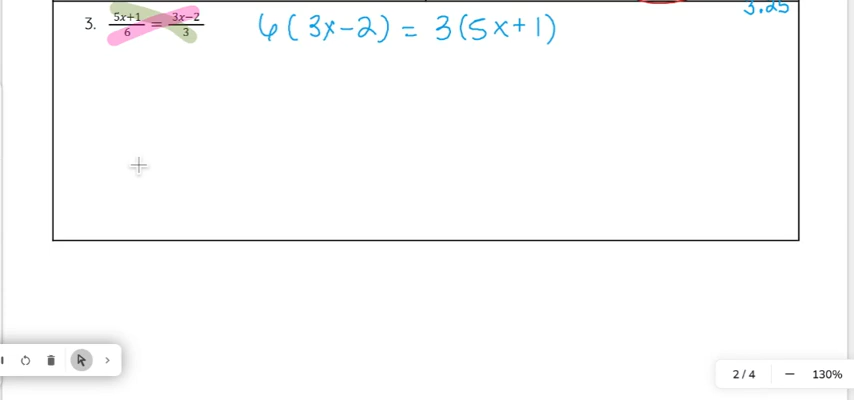 3.25
3. 5x+1/6 = 3x−2/3
6(3x−2) = 3(5x+1)
2 / 4 − 130%